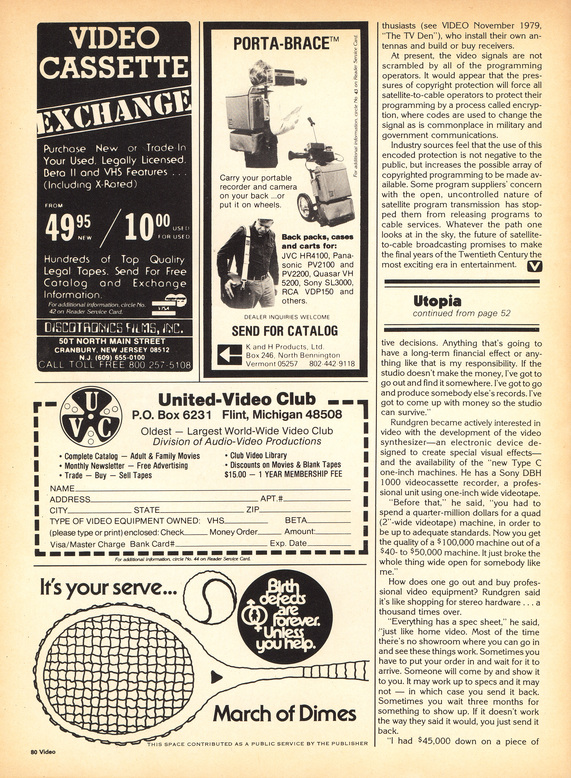 VIDEO
CASSETTE
EXCHANGE
Purchase New or Trade-In
Your Used, Legally Licensed,
Beta II and VHS Features . . .
(Including X-Rated)
FROM
49 95 NEW / 10 00 USED FOR USED
Hundreds of Top Quality
Legal Tapes. Send For Free
Catalog and Exchange
Information.
For additional information, circle No.
42 on Reader Service Card.
DISCOTRONICS FILMS, INC.
507 NORTH MAIN STREET
CRANBURY, NEW JERSEY 08512
N.J. (609) 655-0100
CALL TOLL FREE 800 257-5108
PORTA-BRACE™
For additional information, circle No. 43 on Reader Service Card.
Carry your portable
recorder and camera
on your back ...or
put it on wheels.
Back packs, cases
and carts for:
JVC HR4100, Pana-
sonic PV2100 and
PV2200, Quasar VH
5200, Sony SL3000,
RCA VDP150 and
others.
DEALER INQUIRIES WELCOME
SEND FOR CATALOG
K and H Products, Ltd.
Box 246, North Bennington
Vermont 05257 802-442-9118
UVC
United-Video Club
P.O. Box 6231 Flint, Michigan 48508
Oldest — Largest World-Wide Video Club
Division of Audio-Video Productions
• Complete Catalog — Adult & Family Movies
• Monthly Newsletter — Free Advertising
• Trade — Buy — Sell Tapes
• Club Video Library
• Discounts on Movies & Blank Tapes
$15.00 — 1 YEAR MEMBERSHIP FEE
NAME
ADDRESS APT.#
CITY STATE ZIP
TYPE OF VIDEO EQUIPMENT OWNED: VHS BETA
(please type or print) enclosed: Check Money Order Amount:
Visa/Master Charge Bank Card# Exp. Date
For additional information, circle No. 44 on Reader Service Card.
It's your serve...
Birth
defects
are
forever.
Unless
you help.
March of Dimes
THIS SPACE CONTRIBUTED AS A PUBLIC SERVICE BY THE PUBLISHER
80 Video
thusiasts (see VIDEO November 1979,
"The TV Den"), who install their own an-
tennas and build or buy receivers.
At present, the video signals are not
scrambled by all of the programming
operators. It would appear that the pres-
sures of copyright protection will force all
satellite-to-cable operators to protect their
programming by a process called encryp-
tion, where codes are used to change the
signal as is commonplace in military and
government communications.
Industry sources feel that the use of this
encoded protection is not negative to the
public, but increases the possible array of
copyrighted programming to be made av-
ailable. Some program suppliers' concern
with the open, uncontrolled nature of
satellite program transmission has stop-
ped them from releasing programs to
cable services. Whatever the path one
looks at in the sky, the future of satellite-
to-cable broadcasting promises to make
the final years of the Twentieth Century the
most exciting era in entertainment. V
Utopia
continued from page 52
tive decisions. Anything that's going to
have a long-term financial effect or any-
thing like that is my responsibility. If the
studio doesn't make the money, I've got to
go out and find it somewhere. I've got to go
and produce somebody else's records. I've
got to come up with money so the studio
can survive."
Rundgren became actively interested in
video with the development of the video
synthesizer—an electronic device de-
signed to create special visual effects—
and the availability of the "new Type C
one-inch machines. He has a Sony DBH
1000 videocassette recorder, a profes-
sional unit using one-inch wide videotape.
"Before that," he said, "you had to
spend a quarter-million dollars for a quad
(2"-wide videotape) machine, in order to
be up to adequate standards. Now you get
the quality of a $100,000 machine out of a
$40- to $50,000 machine. It just broke the
whole thing wide open for somebody like
me."
How does one go out and buy profes-
sional video equipment? Rundgren said
it's like shopping for stereo hardware . . . a
thousand times over.
"Everything has a spec sheet," he said,
"just like home video. Most of the time
there's no showroom where you can go in
and see these things work. Sometimes you
have to put your order in and wait for it to
arrive. Someone will come by and show it
to you. It may work up to specs and it may
not — in which case you send it back.
Sometimes you wait three months for
something to show up. If it doesn't work
the way they said it would, you just send it
back.
"I had $45,000 down on a piece of